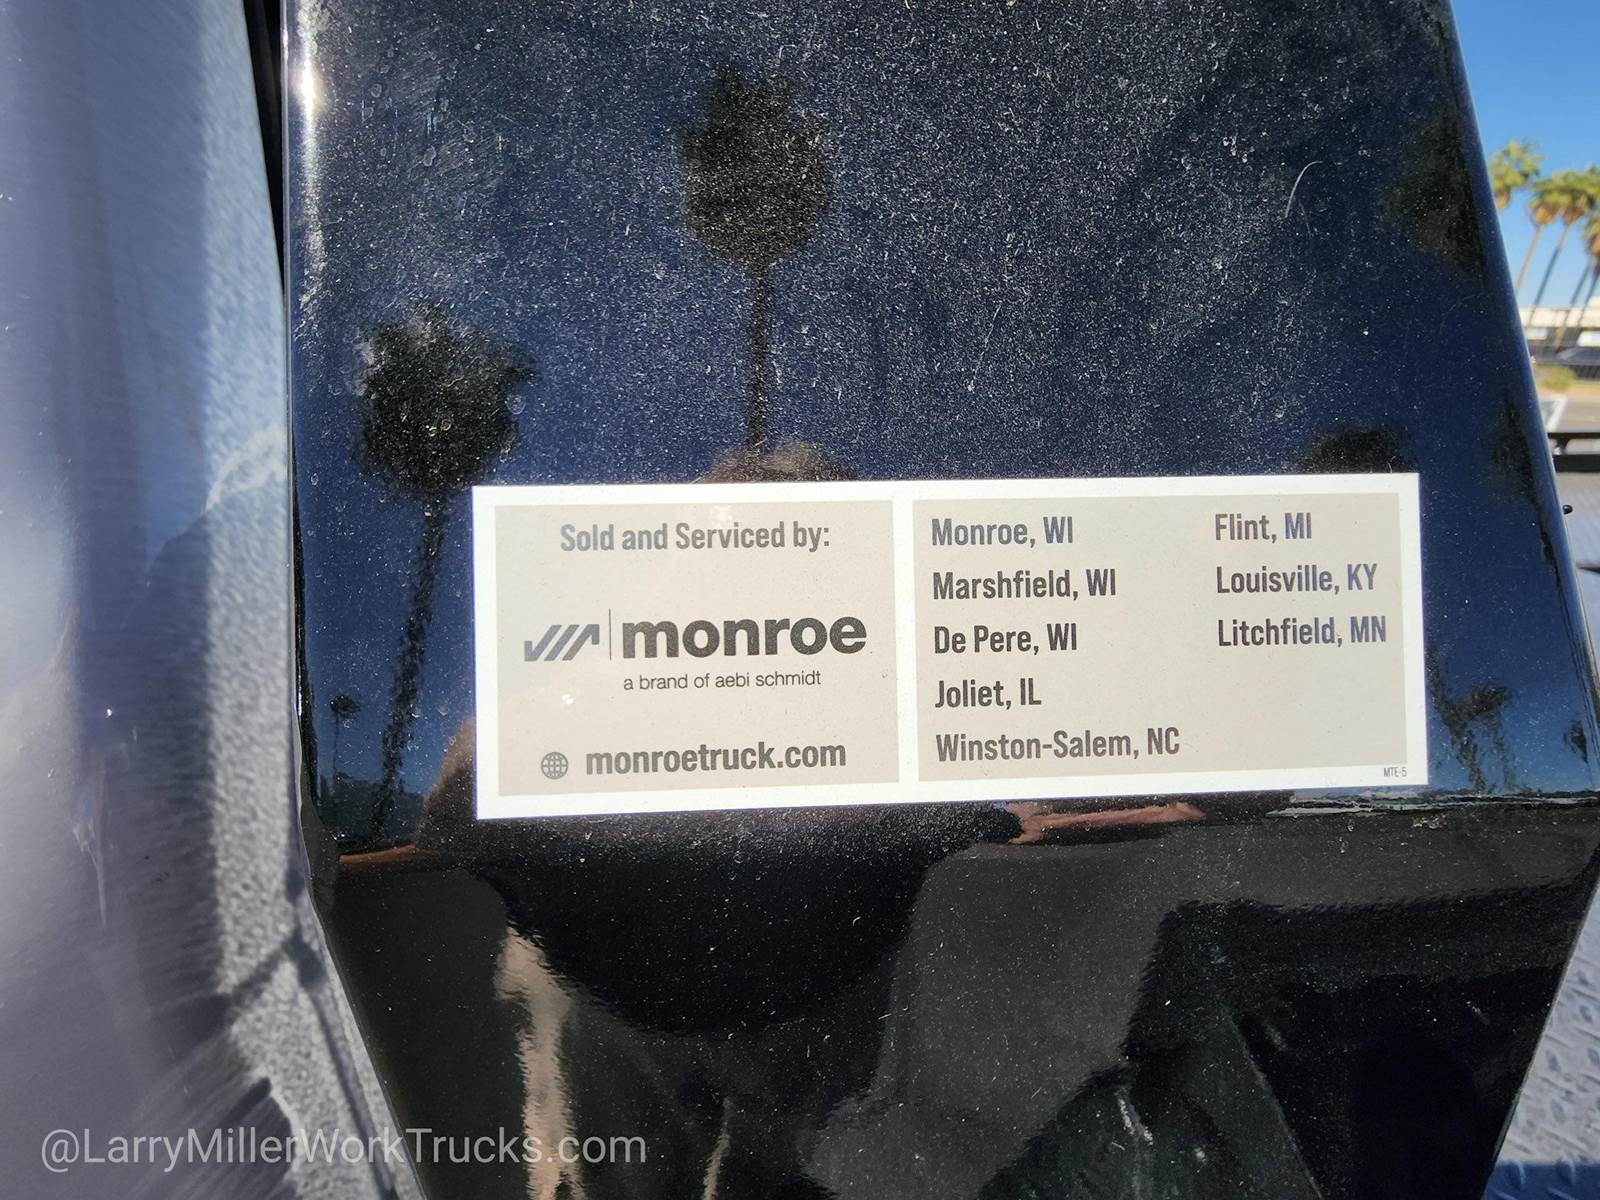 Sold and Serviced by:
monroe
a brand of aebi schmidt
monroetruck.com
Monroe, WI
Marshfield, WI
De Pere, WI
Joliet, IL
Winston-Salem, NC
Flint, MI
Louisville, KY
Litchfield, MN
MTE-5
@LarryMillerWorkTrucks.com